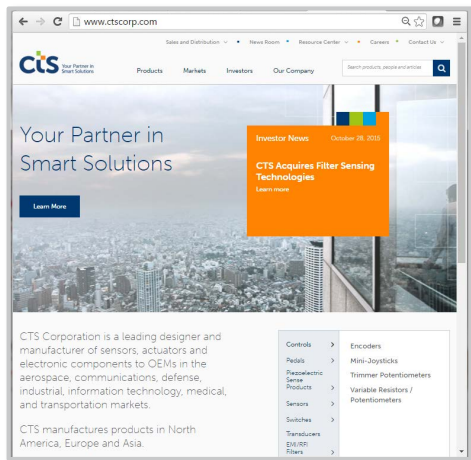 www.ctscorp.com
Sales and Distribution • News Room • Resource Center • Careers • Contact Us
CTS Your Partner in
Smart Solutions
Products Markets Investors Our Company
Search products, people and articles
Your Partner in
Smart Solutions
Learn More
Investor News October 28, 2015
CTS Acquires Filter Sensing
Technologies
Learn more
CTS Corporation is a leading designer and
manufacturer of sensors, actuators and
electronic components to OEMs in the
aerospace, communications, defense,
industrial, information technology, medical,
and transportation markets.
CTS manufactures products in North
America, Europe and Asia.
Controls >
Pedals >
Piezoelectric
Sense
Products >
Sensors >
Switches >
Transducers
EMI/RFI
Filters >
Encoders
Mini-Joysticks
Trimmer Potentiometers
Variable Resistors /
Potentiometers